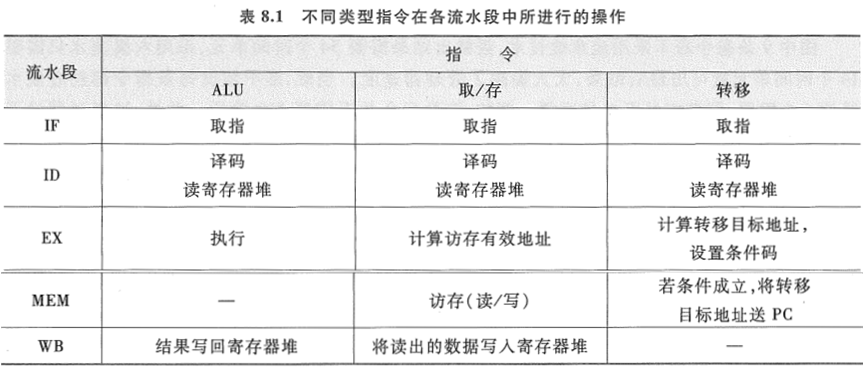 表 8.1 不同类型指令在各流水段中所进行的操作
流水段 指 令
ALU 取/存 转移
IF 取指 取指 取指
ID 译码 译码 译码
读寄存器堆 读寄存器堆 读寄存器堆
EX 执行 计算访存有效地址 计算转移目标地址,
设置条件码
MEM — 访存(读/写) 若条件成立,将转移
目标地址送 PC
WB 结果写回寄存器堆 将读出的数据写入寄存器堆 —